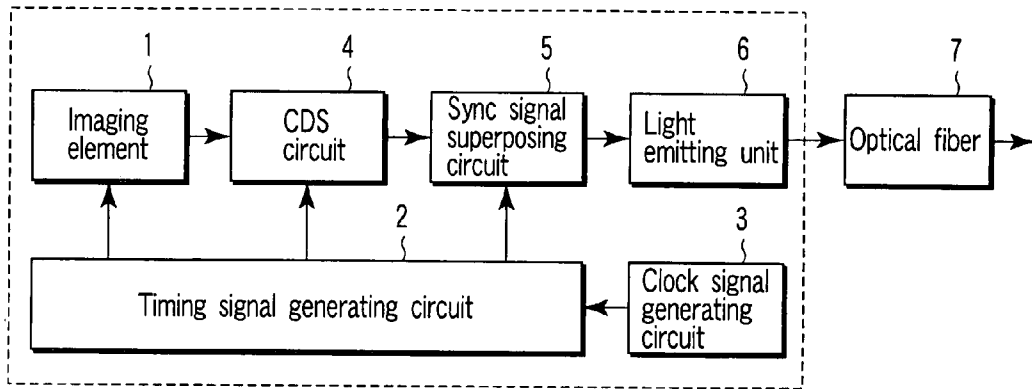 1
Imaging
element
4
CDS
circuit
5
Sync signal
superposing
circuit
6
Light
emitting unit
7
Optical fiber
2
Timing signal generating circuit
3
Clock signal
generating
circuit